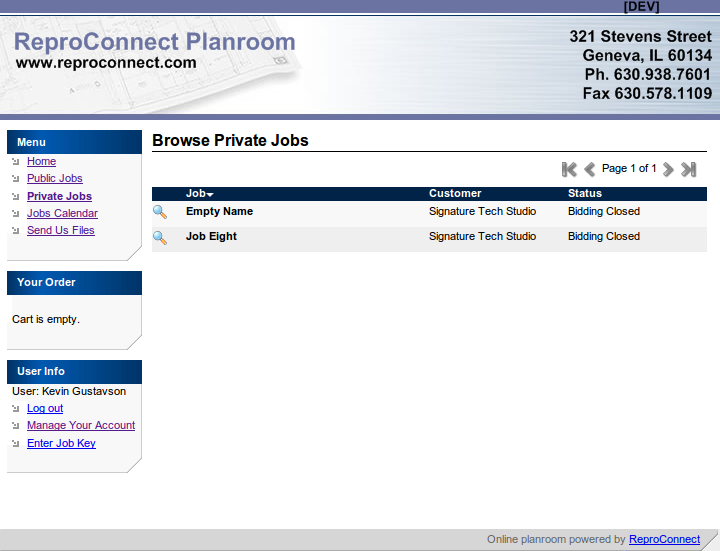 [DEV]
ReproConnect Planroom
www.reproconnect.com
321 Stevens Street
Geneva, IL 60134
Ph. 630.938.7601
Fax 630.578.1109
Menu
Home
Public Jobs
Private Jobs
Jobs Calendar
Send Us Files
Your Order
Cart is empty.
User Info
User: Kevin Gustavson
Log out
Manage Your Account
Enter Job Key
Browse Private Jobs
Page 1 of 1
Job Customer Status
Empty Name Signature Tech Studio Bidding Closed
Job Eight Signature Tech Studio Bidding Closed
Online planroom powered by ReproConnect